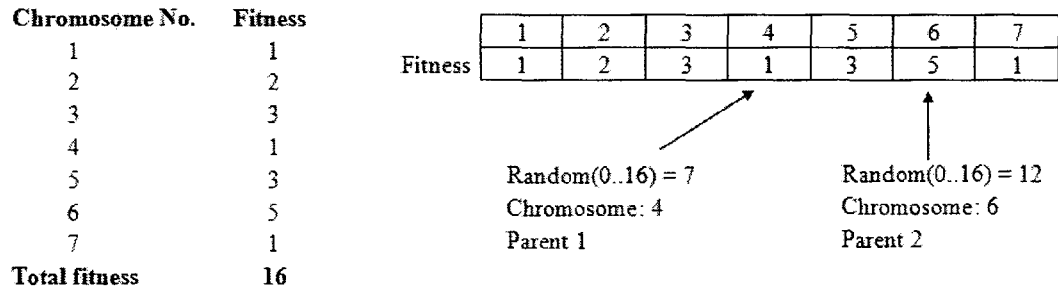 Chromosome No. Fitness
1 1
2 2
3 3
4 1
5 3
6 5
7 1
Total fitness 16
1 2 3 4 5 6 7
Fitness 1 2 3 1 3 5 1
Random(0..16) = 7
Chromosome: 4
Parent 1
Random(0..16) = 12
Chromosome: 6
Parent 2